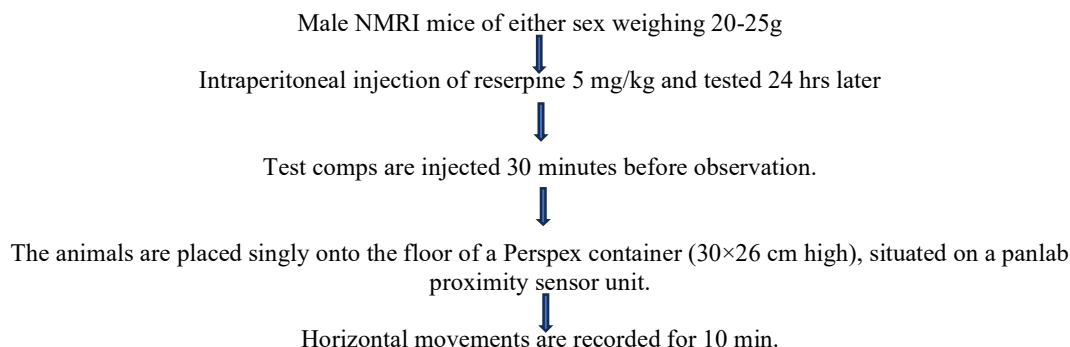 Male NMRI mice of either sex weighing 20-25g
Intraperitoneal injection of reserpine 5 mg/kg and tested 24 hrs later
Test comps are injected 30 minutes before observation.
The animals are placed singly onto the floor of a Perspex container (30×26 cm high), situated on a panlab
proximity sensor unit.
Horizontal movements are recorded for 10 min.